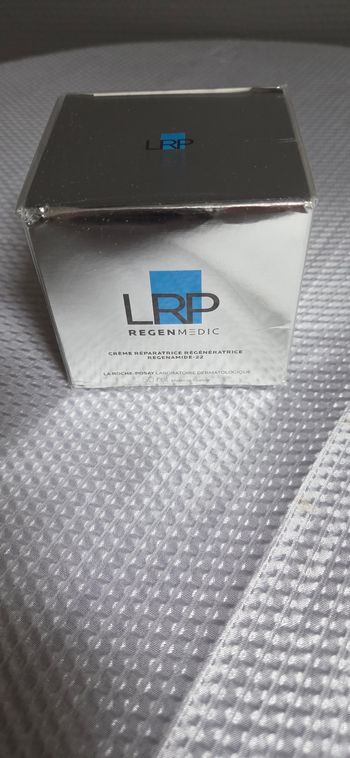 LRP
LRP
REGENMEDIC
CRÈME RÉPARATRICE RÉGÉNÉRATRICE
REGENAMIDE-22
LA ROCHE-POSAY LABORATOIRE DERMATOLOGIQUE